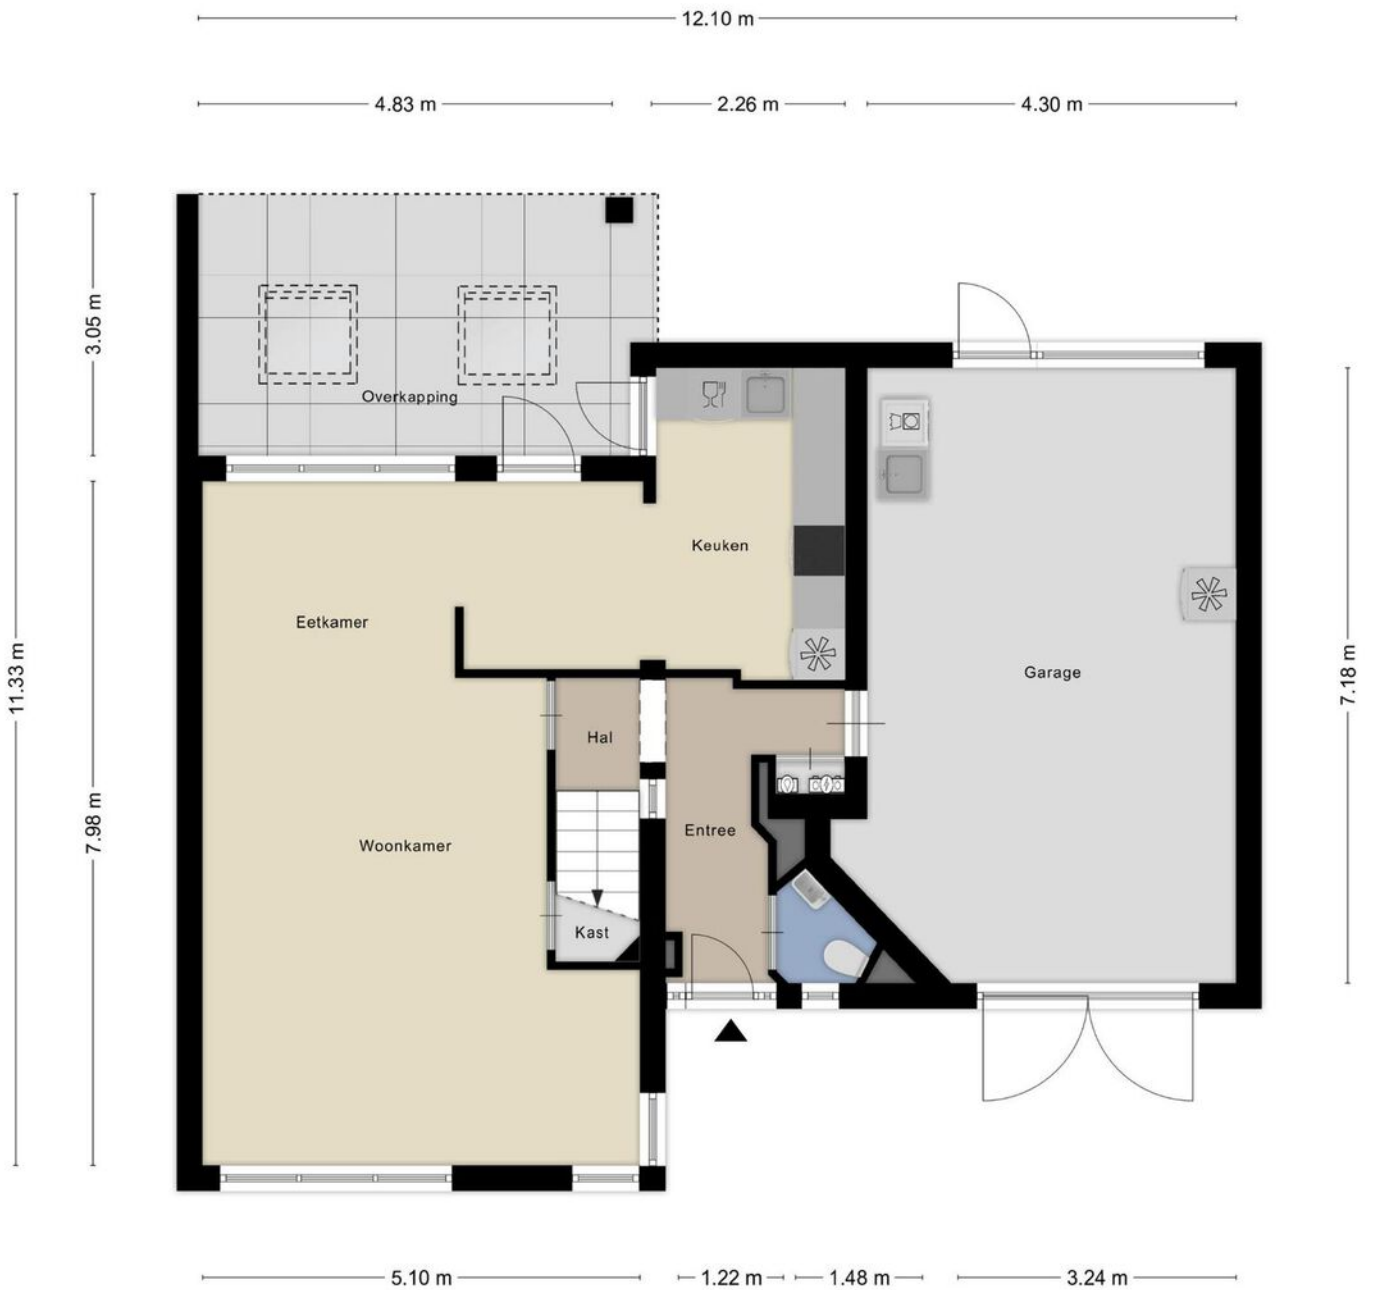 12.10 m
4.83 m
2.26 m
4.30 m
3.05 m
Overkapping
Keuken
Eetkamer
11.33 m
Garage
7.18 m
Hal
7.98 m
Entree
Woonkamer
Kast
5.10 m
1.22 m
1.48 m
3.24 m